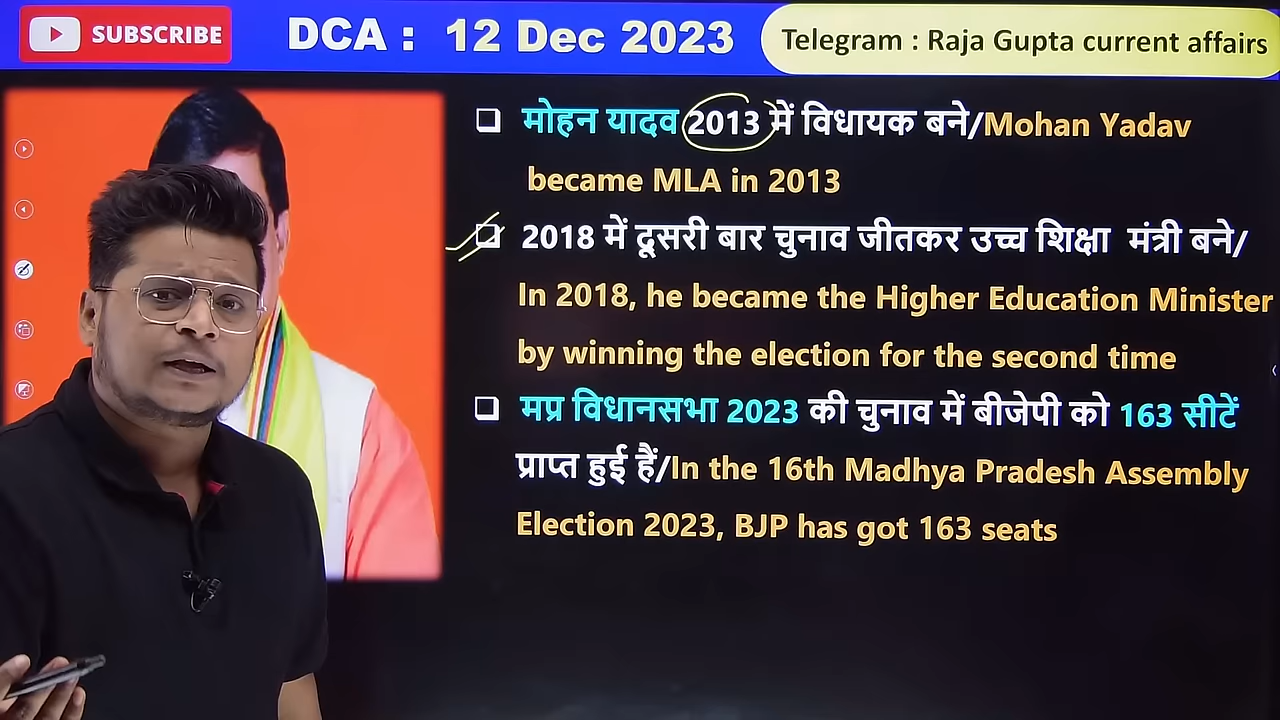 SUBSCRIBE
DCA : 12 Dec 2023
Telegram : Raja Gupta current affairs
मोहन यादव 2013 में विधायक बने/Mohan Yadav
became MLA in 2013
2018 में दूसरी बार चुनाव जीतकर उच्च शिक्षा मंत्री बने/
In 2018, he became the Higher Education Minister
by winning the election for the second time
मप्र विधानसभा 2023 की चुनाव में बीजेपी को 163 सीटें
प्राप्त हुई हैं/In the 16th Madhya Pradesh Assembly
Election 2023, BJP has got 163 seats